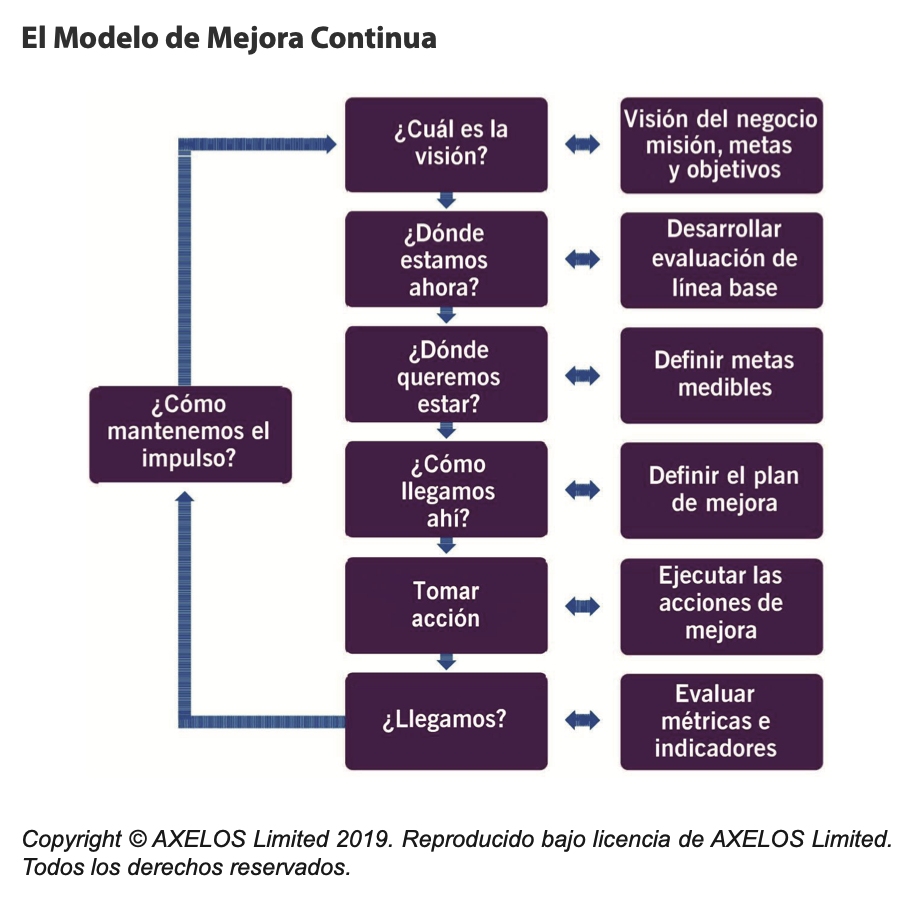 El Modelo de Mejora Continua
¿Cuál es la
visión?
Visión del negocio
misión, metas
y objetivos
¿Dónde
estamos
ahora?
Desarrollar
evaluación de
línea base
¿Dónde
queremos
estar?
Definir metas
medibles
¿Cómo
mantenemos el
impulso?
¿Cómo
llegamos
ahí?
Definir el plan
de mejora
Tomar
acción
Ejecutar las
acciones de
mejora
¿Llegamos?
Evaluar
métricas e
indicadores
Copyright © AXELOS Limited 2019. Reproducido bajo licencia de AXELOS Limited.
Todos los derechos reservados.